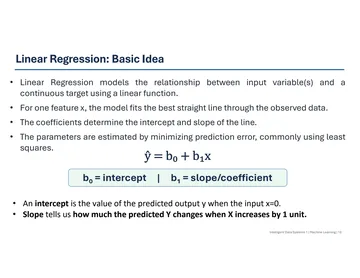 Linear Regression: Basic Idea
• Linear Regression models the relationship between input variable(s) and a
continuous target using a linear function.
• For one feature x, the model fits the best straight line through the observed data.
• The coefficients determine the intercept and slope of the line.
• The parameters are estimated by minimizing prediction error, commonly using least
squares.
ŷ = b₀ + b₁x
b₀ = intercept | b₁ = slope/coefficient
• An intercept is the value of the predicted output y when the input x=0.
• Slope tells us how much the predicted Y changes when X increases by 1 unit.